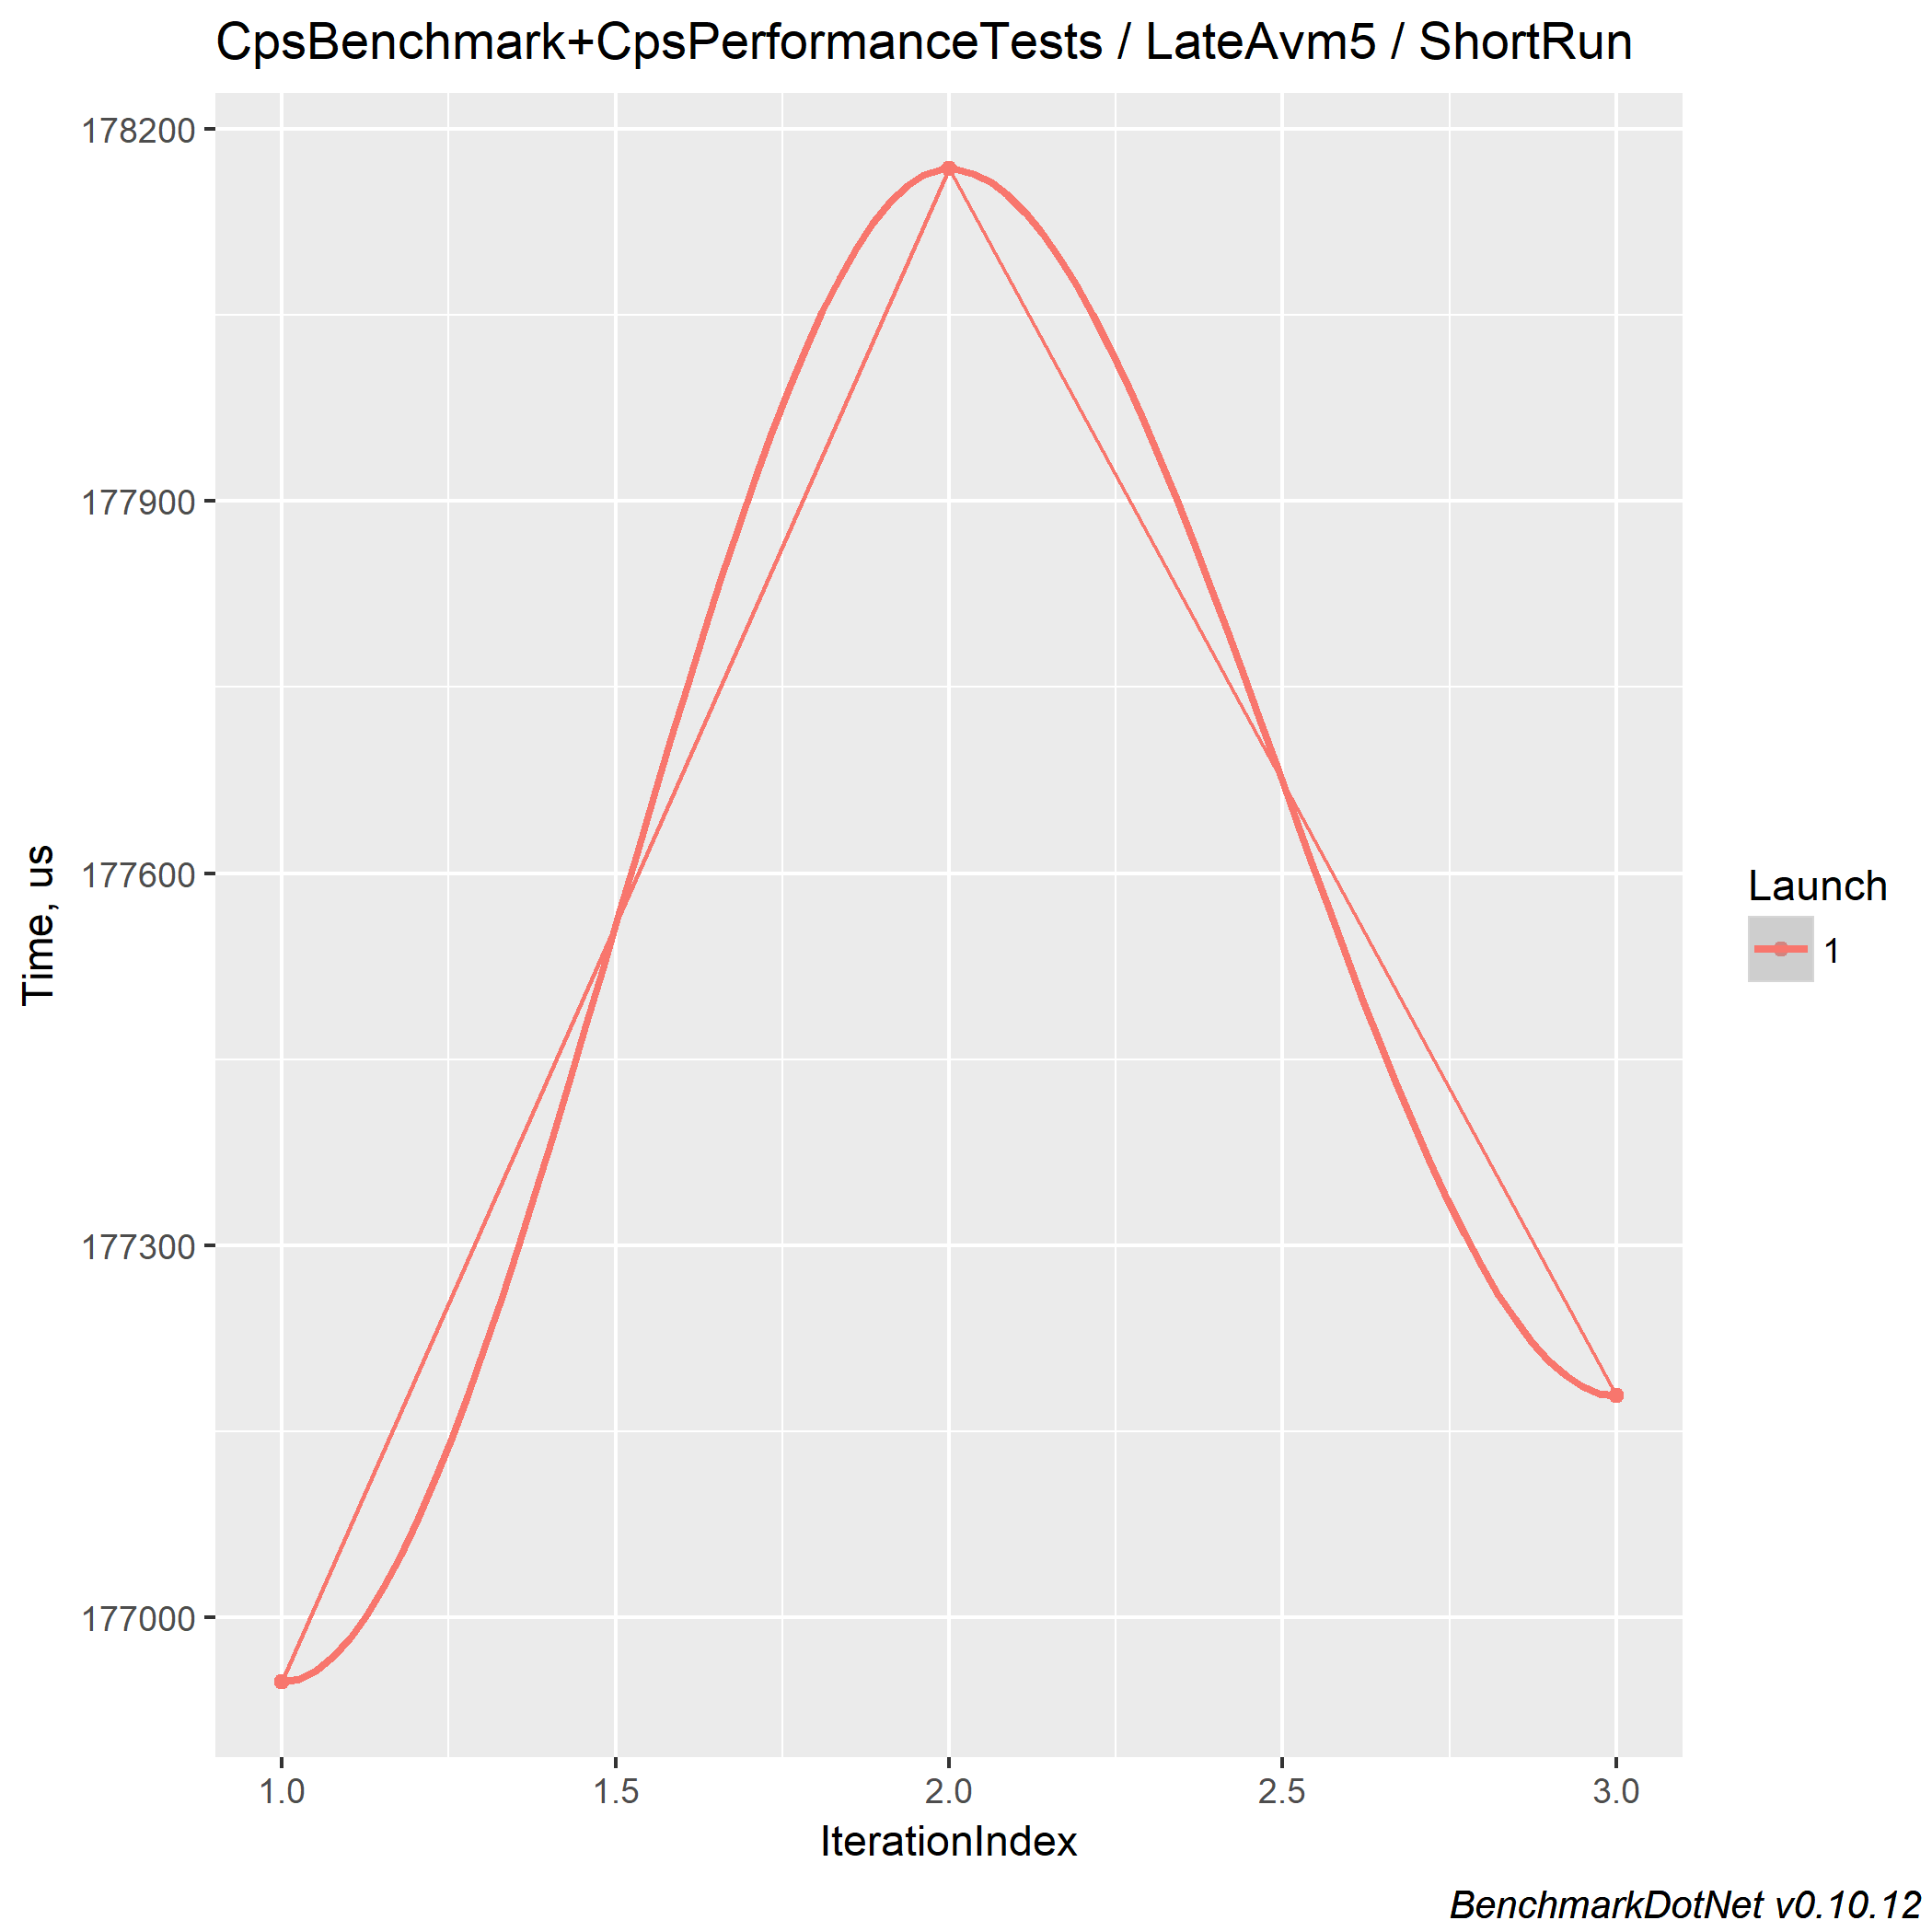 CpsBenchmark+CpsPerformanceTests / LateAvm5 / ShortRun
Time, us
178200
177900
177600
177300
177000
1.0 1.5 2.0 2.5 3.0
IterationIndex
Launch
1
BenchmarkDotNet v0.10.12